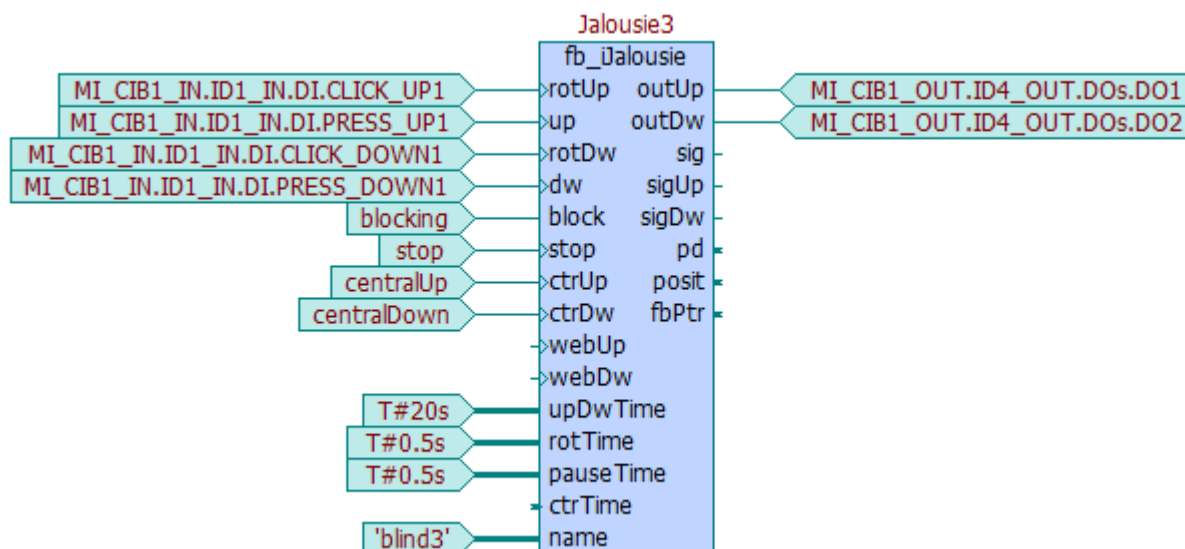 Jalousie3
fb_iJalousie
MI_CIB1_IN.ID1_IN.DI.CLICK_UP1 rotUp outUp MI_CIB1_OUT.ID4_OUT.DOs.DO1
MI_CIB1_IN.ID1_IN.DI.PRESS_UP1 up outDw MI_CIB1_OUT.ID4_OUT.DOs.DO2
MI_CIB1_IN.ID1_IN.DI.CLICK_DOWN1 rotDw sig
MI_CIB1_IN.ID1_IN.DI.PRESS_DOWN1 dw sigUp
blocking block sigDw
stop stop pd
centralUp ctrUp posit
centralDown ctrDw fbPtr
webUp
webDw
T#20s upDwTime
T#0.5s rotTime
T#0.5s pauseTime
ctrTime
'blind3' name